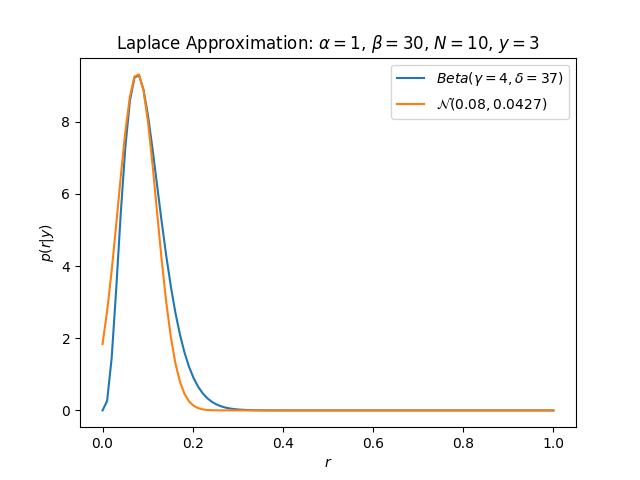 Laplace Approximation: α = 1, β = 30, N = 10, y = 3
Beta(γ = 4, δ = 37)
𝒩(0.08, 0.0427)
p(r|y)
8
6
4
2
0
0.0 0.2 0.4 0.6 0.8 1.0
r